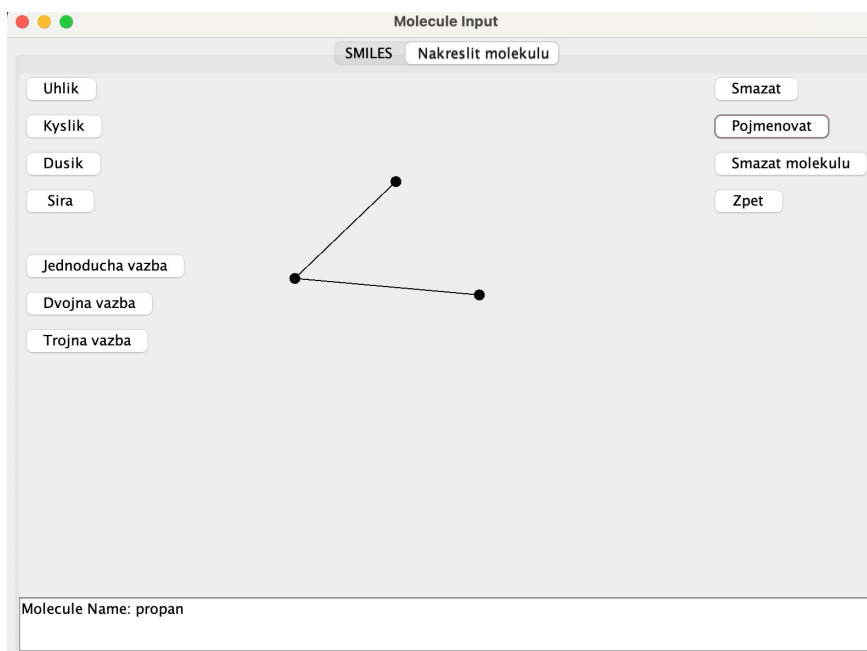 Molecule Input
SMILES Nakreslit molekulu
Uhlik
Kyslik
Dusik
Sira
Jednoducha vazba
Dvojna vazba
Trojna vazba
Smazat
Pojmenovat
Smazat molekulu
Zpet
Molecule Name: propan